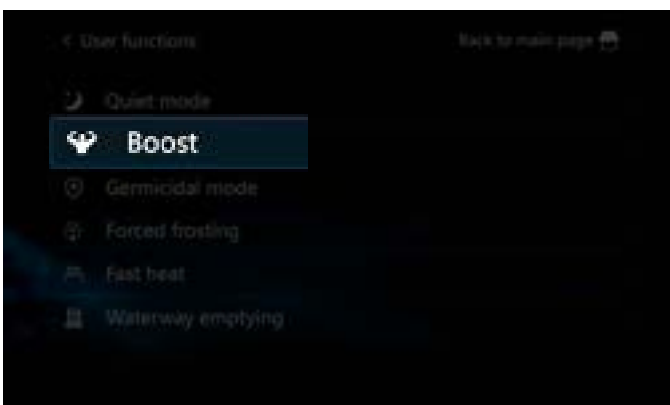 < User functions
Back to main page
Quiet mode
Boost
Germicidal mode
Forced frosting
Fast heat
Waterway emptying